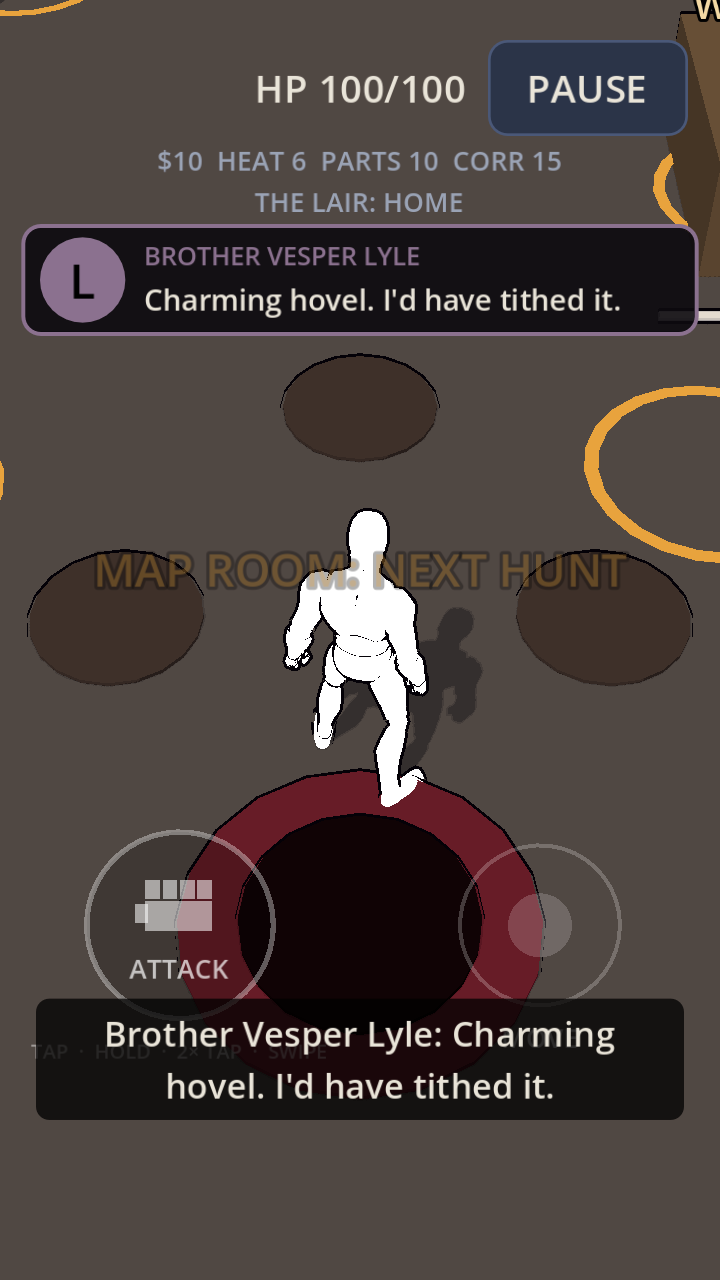 W
HP 100/100
PAUSE
$10 HEAT 6 PARTS 10 CORR 15
THE LAIR: HOME
L
BROTHER VESPER LYLE
Charming hovel. I'd have tithed it.
MAP ROOM: NEXT HUNT
ATTACK
TAP · HOLD · 2× TAP · SWIPE
Brother Vesper Lyle: Charming
hovel. I'd have tithed it.